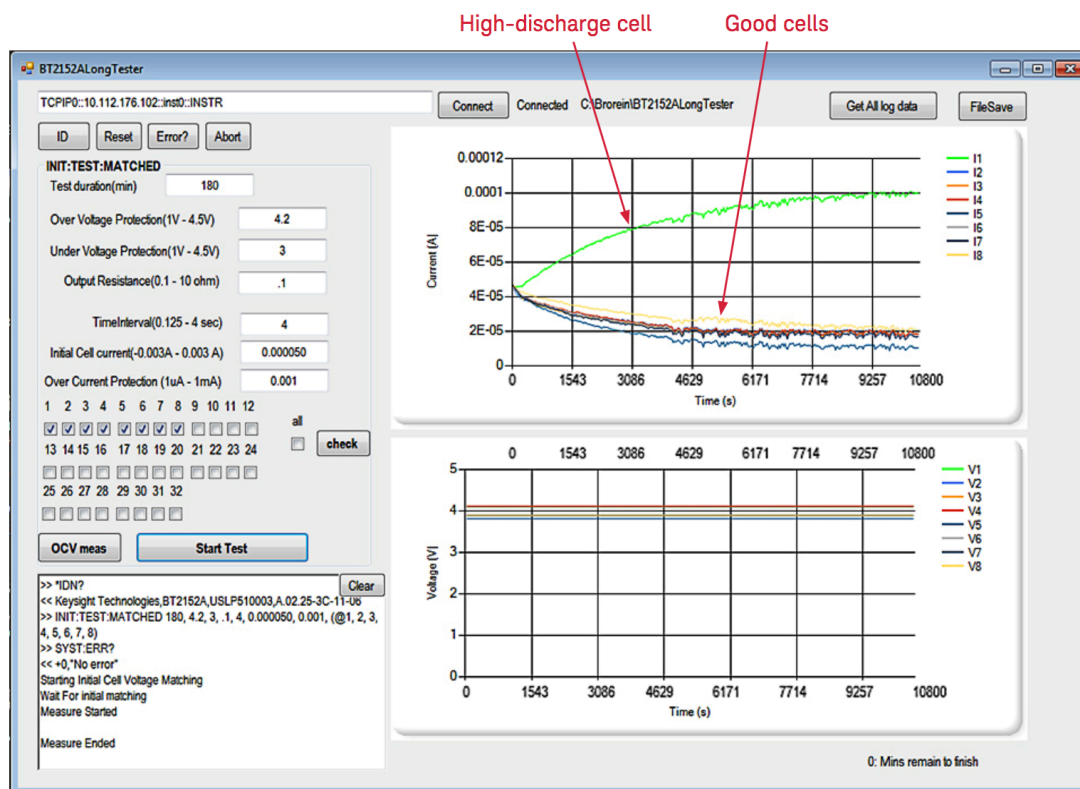 High-discharge cell Good cells
BT2152ALongTester
TCPIP0::10.112.176.102::inst0::INSTR Connect Connected C:\Brorein\BT2152ALongTester Get All log data FileSave
ID Reset Error? Abort
INIT:TEST:MATCHED
Test duration(min) 180
Over Voltage Protection(1V - 4.5V) 4.2
Under Voltage Protection(1V - 4.5V) 3
Output Resistance(0.1 - 10 ohm) .1
TimeInterval(0.125 - 4 sec) 4
Initial Cell current(-0.003A - 0.003 A) 0.000050
Over Current Protection (1uA - 1mA) 0.001
1 2 3 4 5 6 7 8 9 10 11 12
all
check
13 14 15 16 17 18 19 20 21 22 23 24
25 26 27 28 29 30 31 32
OCV meas Start Test
Clear
>> *IDN?
<< Keysight Technologies,BT2152A,USLP510003,A.02.25-3C-11-06
>> INIT:TEST:MATCHED 180, 4.2, 3, .1, 4, 0.000050, 0.001, (@1, 2, 3,
4, 5, 6, 7, 8)
>> SYST:ERR?
<< +0,"No error"
Starting Initial Cell Voltage Matching
Wait For initial matching
Measure Started
Measure Ended
0.00012
0.0001
8E-05
6E-05
4E-05
2E-05
0
Current [A]
0 1543 3086 4629 6171 7714 9257 10800
Time (s)
I1
I2
I3
I4
I5
I6
I7
I8
0 1543 3086 4629 6171 7714 9257 10800
5
4
3
2
1
0
Voltage [V]
0 1543 3086 4629 6171 7714 9257 10800
Time (s)
V1
V2
V3
V4
V5
V6
V7
V8
0: Mins remain to finish